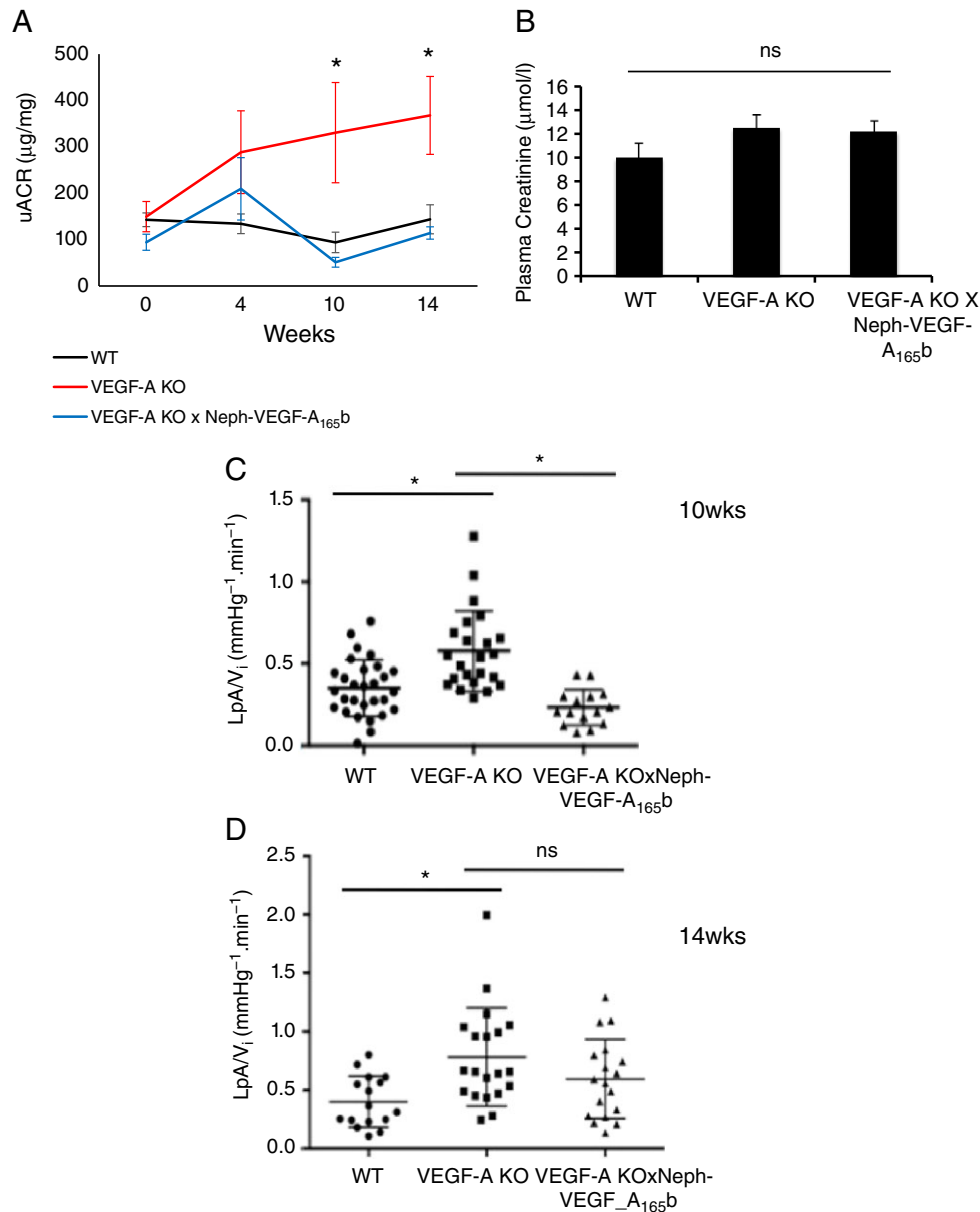 A
500
400
300
200
100
0
uACR (µg/mg)
* *
0 4 10 14
Weeks
WT
VEGF-A KO
VEGF-A KO x Neph-VEGF-A₁₆₅b
B
ns
16
14
12
10
8
6
4
2
0
Plasma Creatinine (µmol/l)
WT VEGF-A KO VEGF-A KO X
Neph-VEGF-
A₁₆₅b
C
* *
10wks
1.5
1.0
0.5
0.0
LpA/Vᵢ (mmHg⁻¹.min⁻¹)
WT VEGF-A KO VEGF-A KOxNeph-
VEGF-A₁₆₅b
D
* ns
14wks
2.5
2.0
1.5
1.0
0.5
0.0
LpA/Vᵢ (mmHg⁻¹.min⁻¹)
WT VEGF-A KO VEGF-A KOxNeph-
VEGF_A₁₆₅b